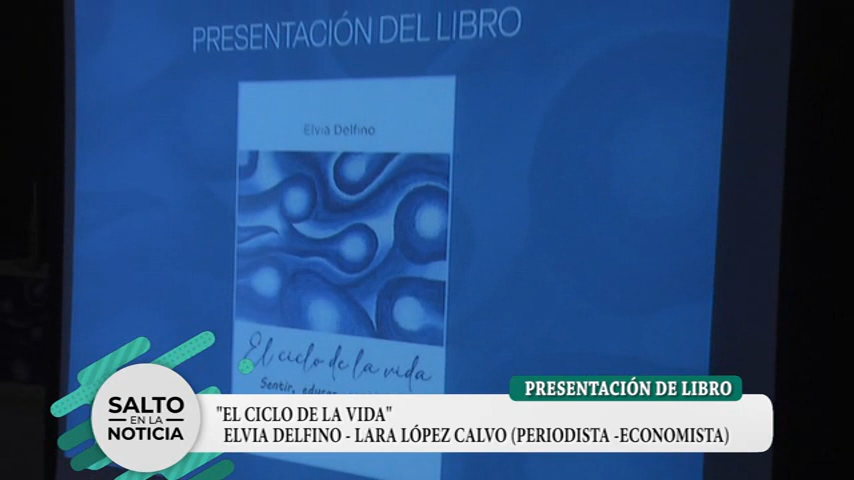 PRESENTACIÓN DEL LIBRO
Elvia Delfino
El ciclo de la vida
Sentir,
PRESENTACIÓN DE LIBRO
SALTO
EN LA
NOTICIA
"EL CICLO DE LA VIDA"
ELVIA DELFINO - LARA LÓPEZ CALVO (PERIODISTA -ECONOMISTA)